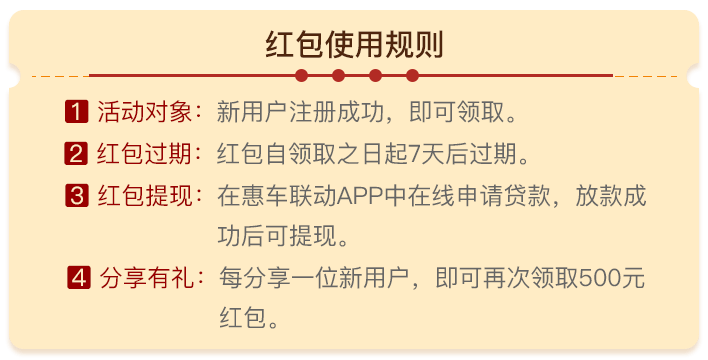 红包使用规则
1 活动对象：新用户注册成功，即可领取。
2 红包过期：红包自领取之日起7天后过期。
3 红包提现：在惠车联动APP中在线申请贷款，放款成
功后可提现。
4 分享有礼：每分享一位新用户，即可再次领取500元
红包。